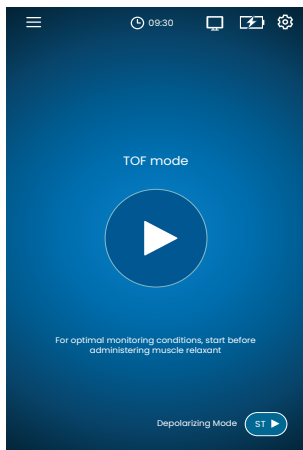 09:30
TOF mode
For optimal monitoring conditions, start before
administering muscle relaxant
Depolarizing Mode ST